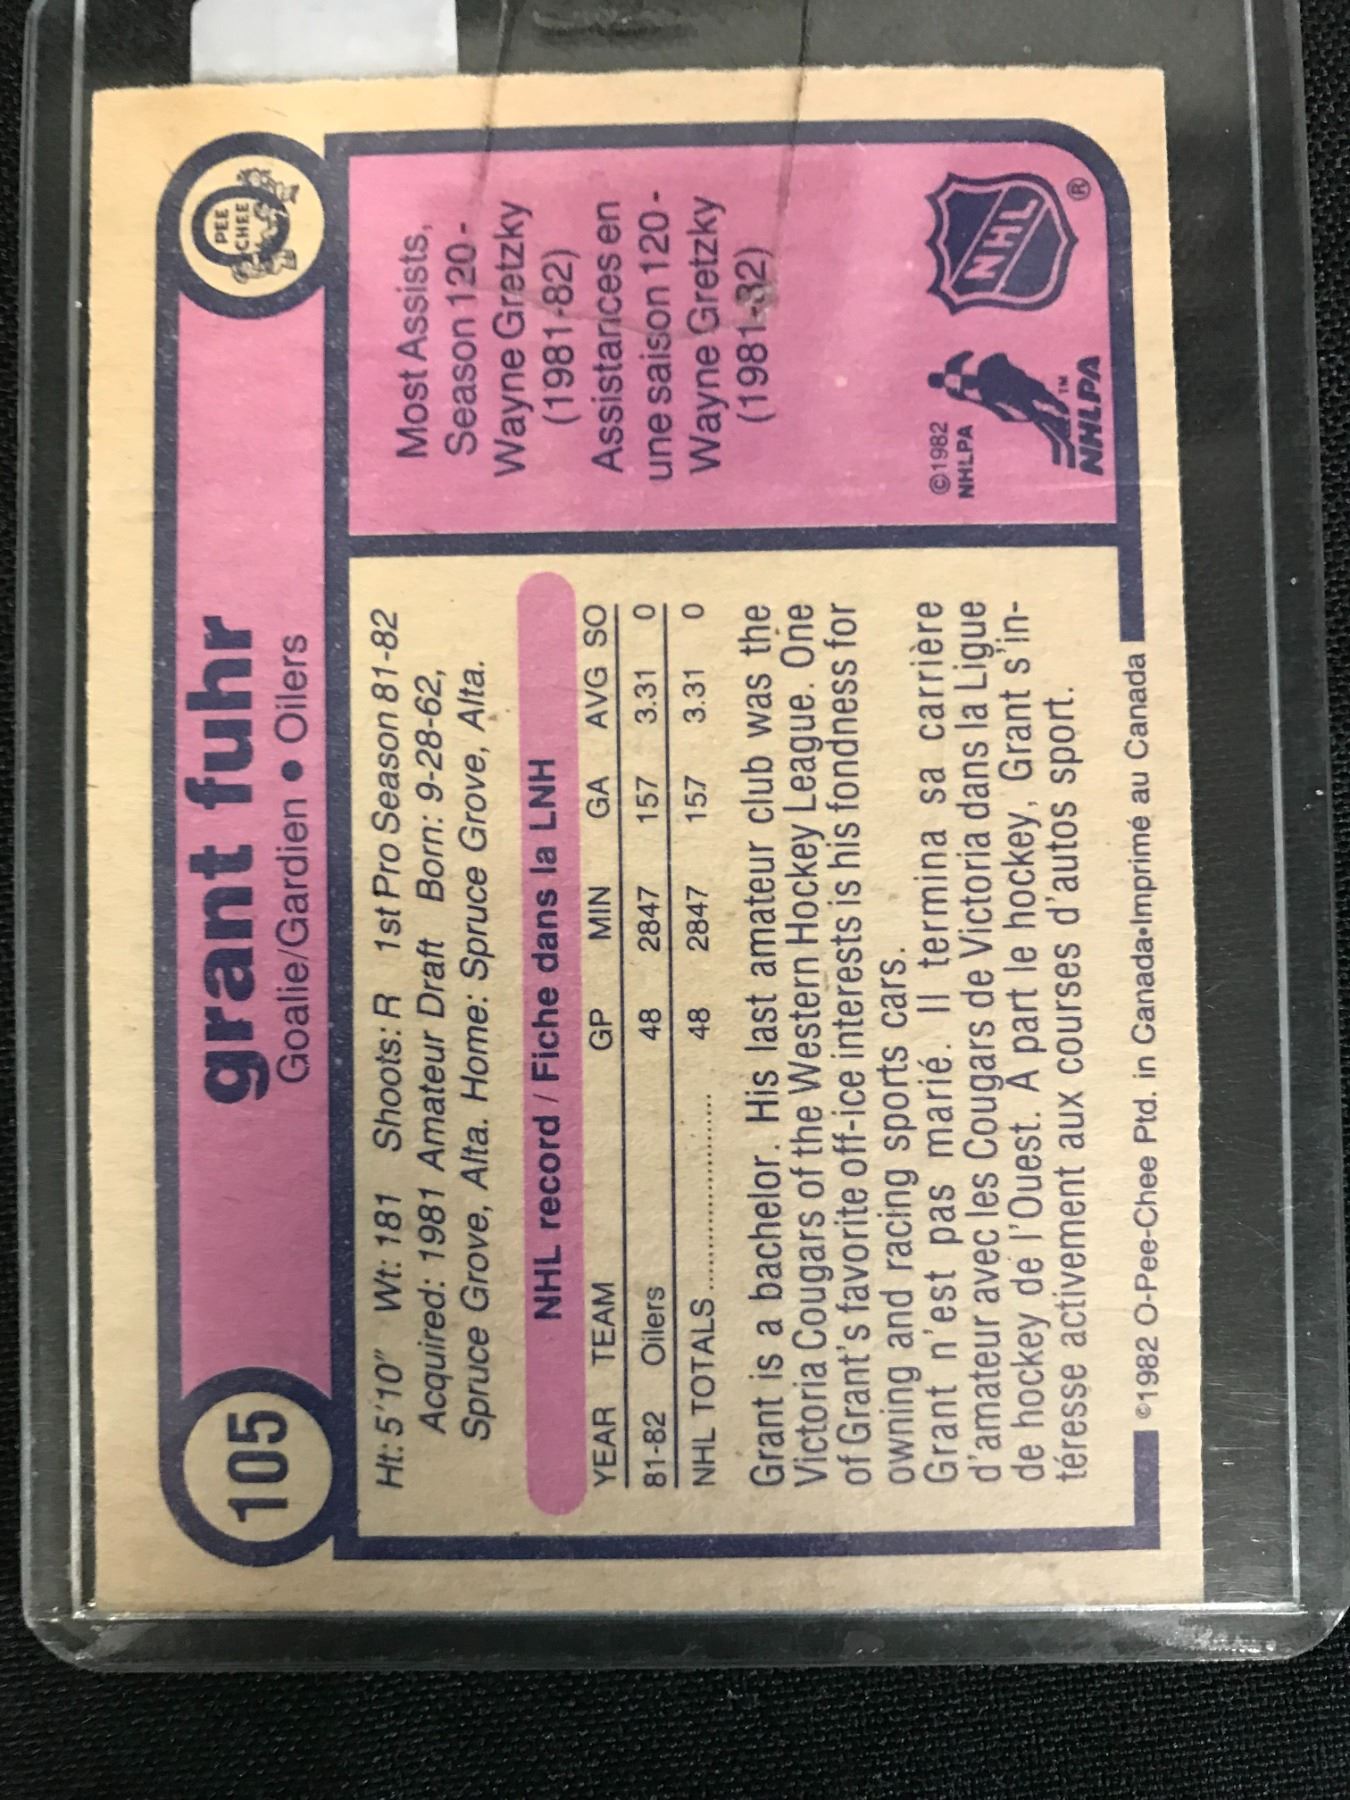 105
grant fuhr
Goalie/Gardien • Oilers
PEE
CHEE
Ht: 5'10" Wt: 181 Shoots: R 1st Pro Season 81-82
Acquired: 1981 Amateur Draft Born: 9-28-62,
Spruce Grove, Alta. Home: Spruce Grove, Alta.
NHL record / Fiche dans la LNH
YEAR TEAM GP MIN GA AVG SO
81-82 Oilers 48 2847 157 3.31 0
NHL TOTALS.................... 48 2847 157 3.31 0
Grant is a bachelor. His last amateur club was the
Victoria Cougars of the Western Hockey League. One
of Grant's favorite off-ice interests is his fondness for
owning and racing sports cars.
Grant n'est pas marié. Il termina sa carrière
d'amateur avec les Cougars de Victoria dans la Ligue
de hockey de l'Ouest. À part le hockey, Grant s'in-
téresse activement aux courses d'autos sport.
©1982 O-Pee-Chee Ptd. in Canada•Imprimé au Canada
Most Assists,
Season 120-
Wayne Gretzky
(1981-82)
Assistances en
une saison 120-
Wayne Gretzky
(1981-82)
©1982
NHLPA
TM
NHLPA
NHL
®